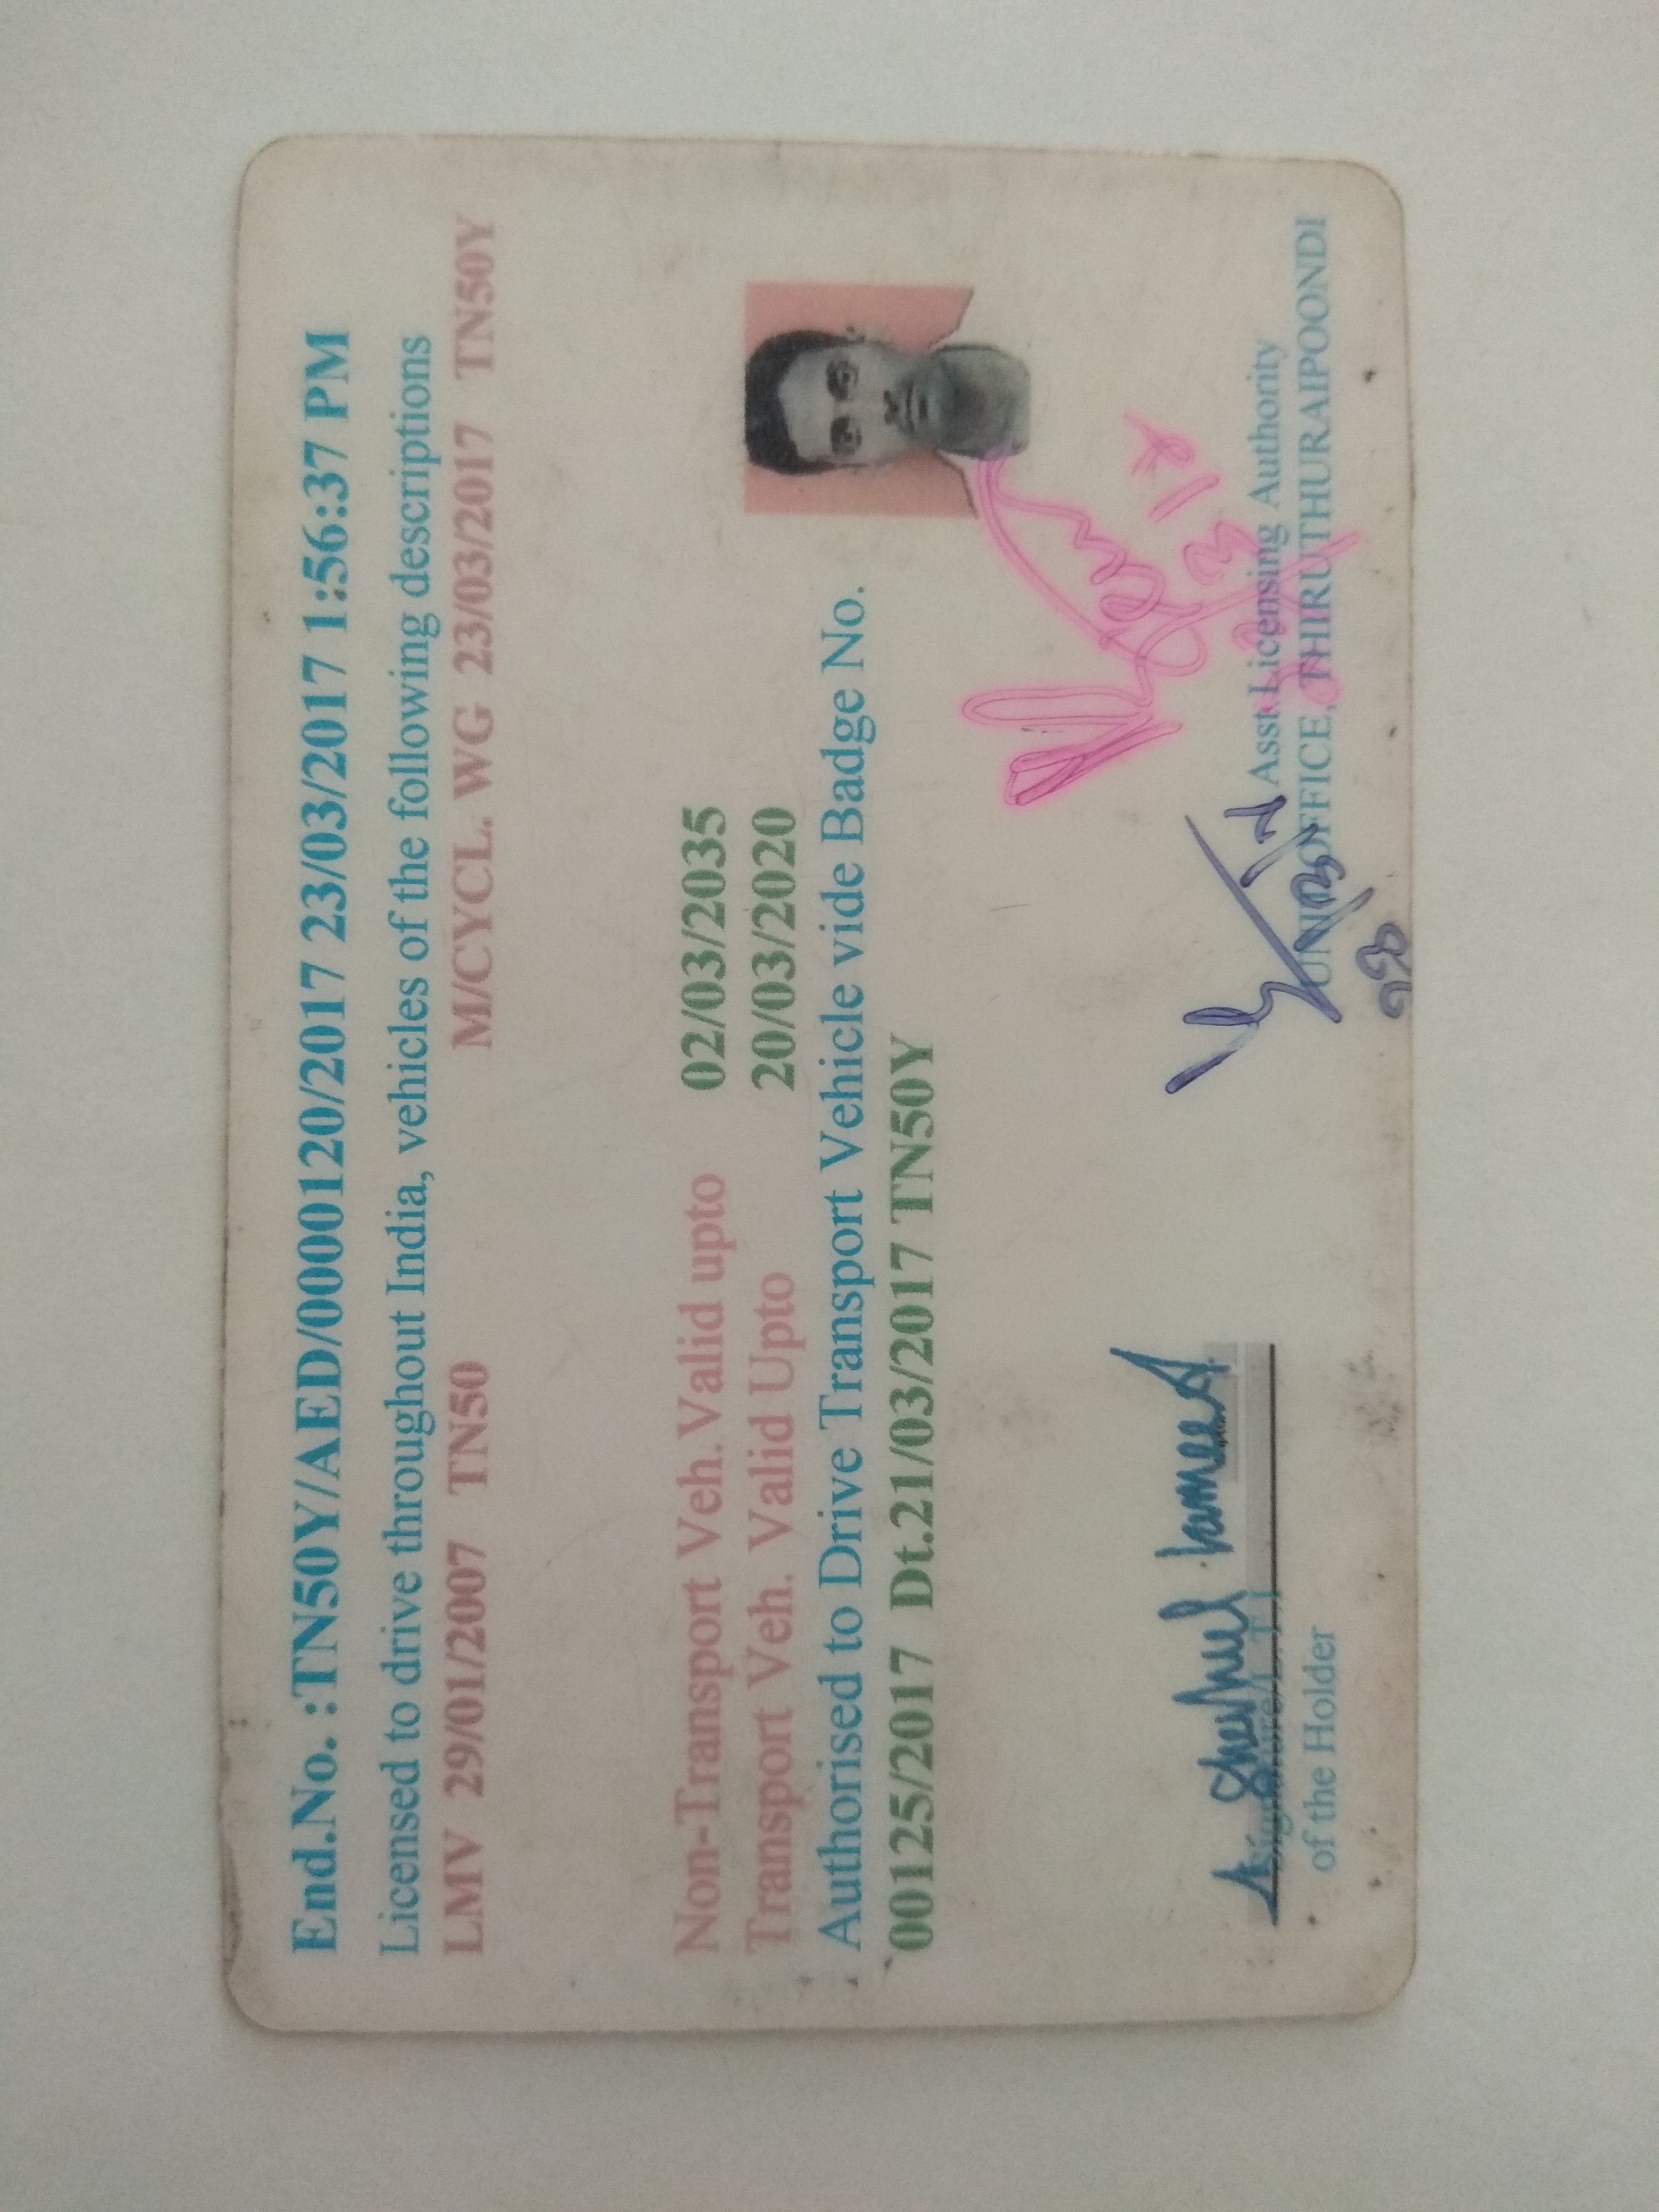 End.No. :TN50Y/AED/0000120/2017 23/03/2017 1:56:37 PM
Licensed to drive throughout India, vehicles of the following descriptions
LMV 29/01/2007 TN50 M/CYCL. WG 23/03/2017 TN50Y
Non-Transport Veh.Valid upto 02/03/2035
Transport Veh. Valid Upto 20/03/2020
Authorised to Drive Transport Vehicle vide Badge No.
00125/2017 Dt.21/03/2017 TN50Y
Asst.Licensing Authority
of the Holder
UNIT OFFICE, THIRUTHURAIPOONDI